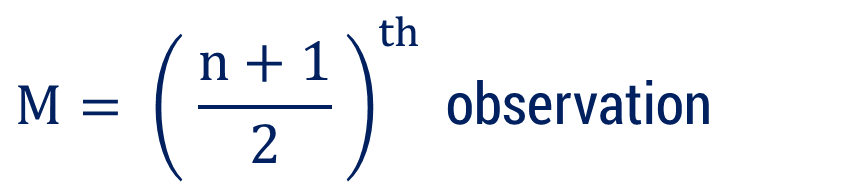 M = ( (n + 1) / 2 )^th observation